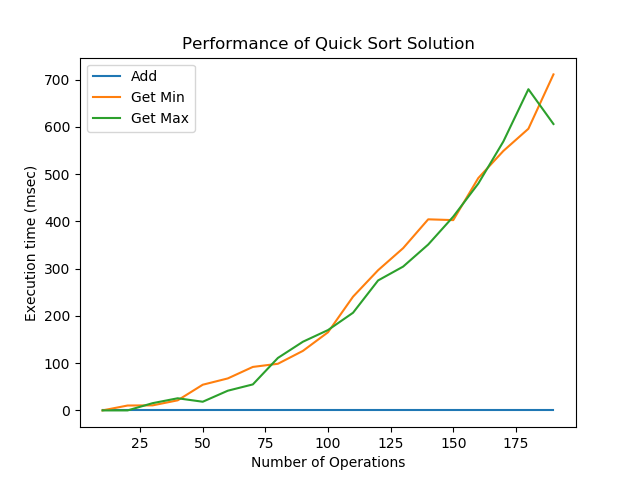 Performance of Quick Sort Solution
Add
Get Min
Get Max
700
600
500
400
300
200
100
0
Execution time (msec)
25 50 75 100 125 150 175
Number of Operations